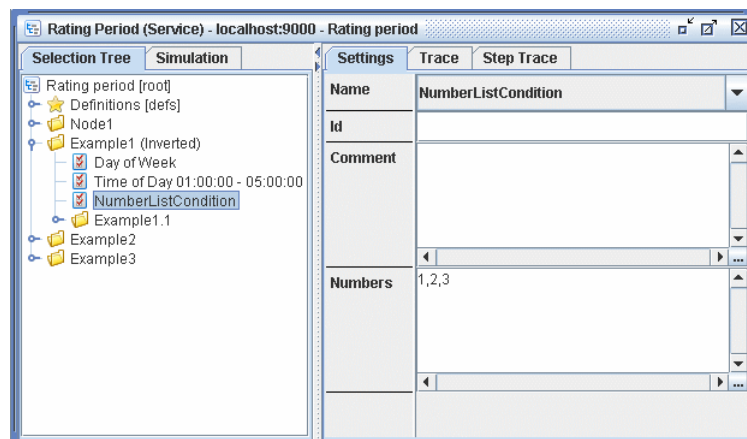 Rating Period (Service) - localhost:9000 - Rating period
Selection Tree Simulation
Rating period [root]
Definitions [defs]
Node1
Example1 (Inverted)
Day of Week
Time of Day 01:00:00 - 05:00:00
NumberListCondition
Example1.1
Example2
Example3
Settings Trace Step Trace
Name NumberListCondition
Id
Comment
...
Numbers 1,2,3
...